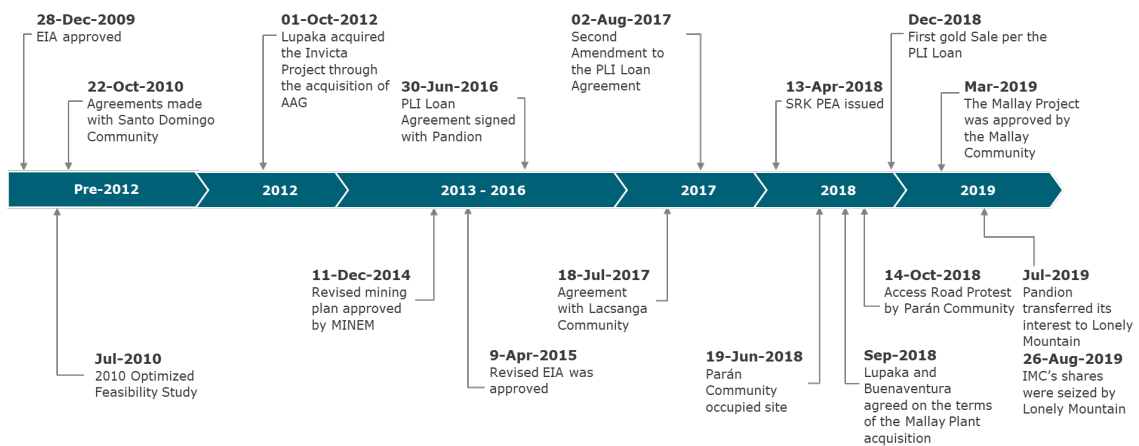 28-Dec-2009
EIA approved
22-Oct-2010
Agreements made
with Santo Domingo
Community
01-Oct-2012
Lupaka acquired
the Invicta
Project through
the acquisition of
AAG
30-Jun-2016
PLI Loan
Agreement signed
with Pandion
02-Aug-2017
Second
Amendment to
the PLI Loan
Agreement
13-Apr-2018
SRK PEA issued
Dec-2018
First gold Sale per the
PLI Loan
Mar-2019
The Mallay Project
was approved by
the Mallay
Community
Pre-2012
2012
2013 - 2016
2017
2018
2019
Jul-2010
2010 Optimized
Feasibility Study
11-Dec-2014
Revised mining
plan approved
by MINEM
9-Apr-2015
Revised EIA was
approved
18-Jul-2017
Agreement
with Lacsanga
Community
19-Jun-2018
Parán
Community
occupied site
Sep-2018
Lupaka and
Buenaventura
agreed on the terms
of the Mallay Plant
acquisition
14-Oct-2018
Access Road Protest
by Parán Community
Jul-2019
Pandion
transferred its
interest to Lonely
Mountain
26-Aug-2019
IMC's shares
were seized by
Lonely Mountain